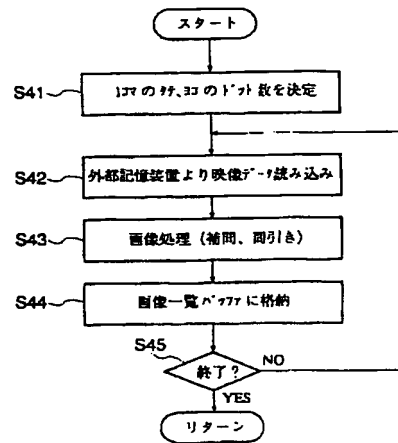 スタート
S41
1コマのタテ、ヨコのドット数を決定
S42
外部記憶装置より映像データ読み込み
S43
画像処理(補間、間引き)
S44
画像一覧バッファに格納
S45
終了?
NO
YES
リターン